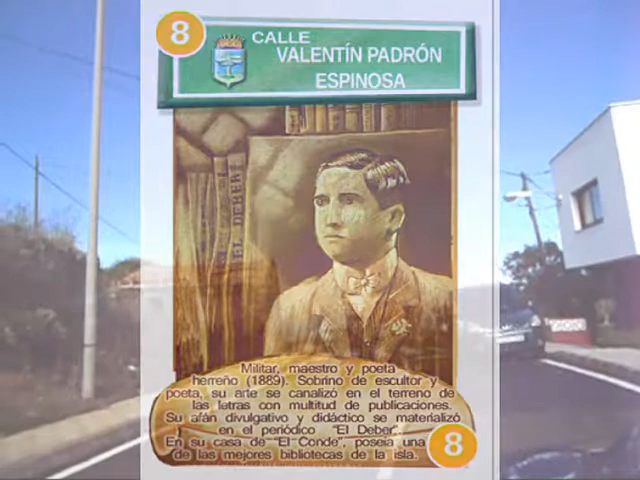 8
CALLE
VALENTÍN PADRÓN
ESPINOSA
EL DEBER
Militar, maestro y poeta
herreño (1889). Sobrino de escultor y
poeta, su arte se canalizó en el terreno de
las letras con multitud de publicaciones.
Su afán divulgativo y didáctico se materializó
en el periódico "El Deber".
En su casa de "El Conde", poseia una
de las mejores bibliotecas de la isla.
8